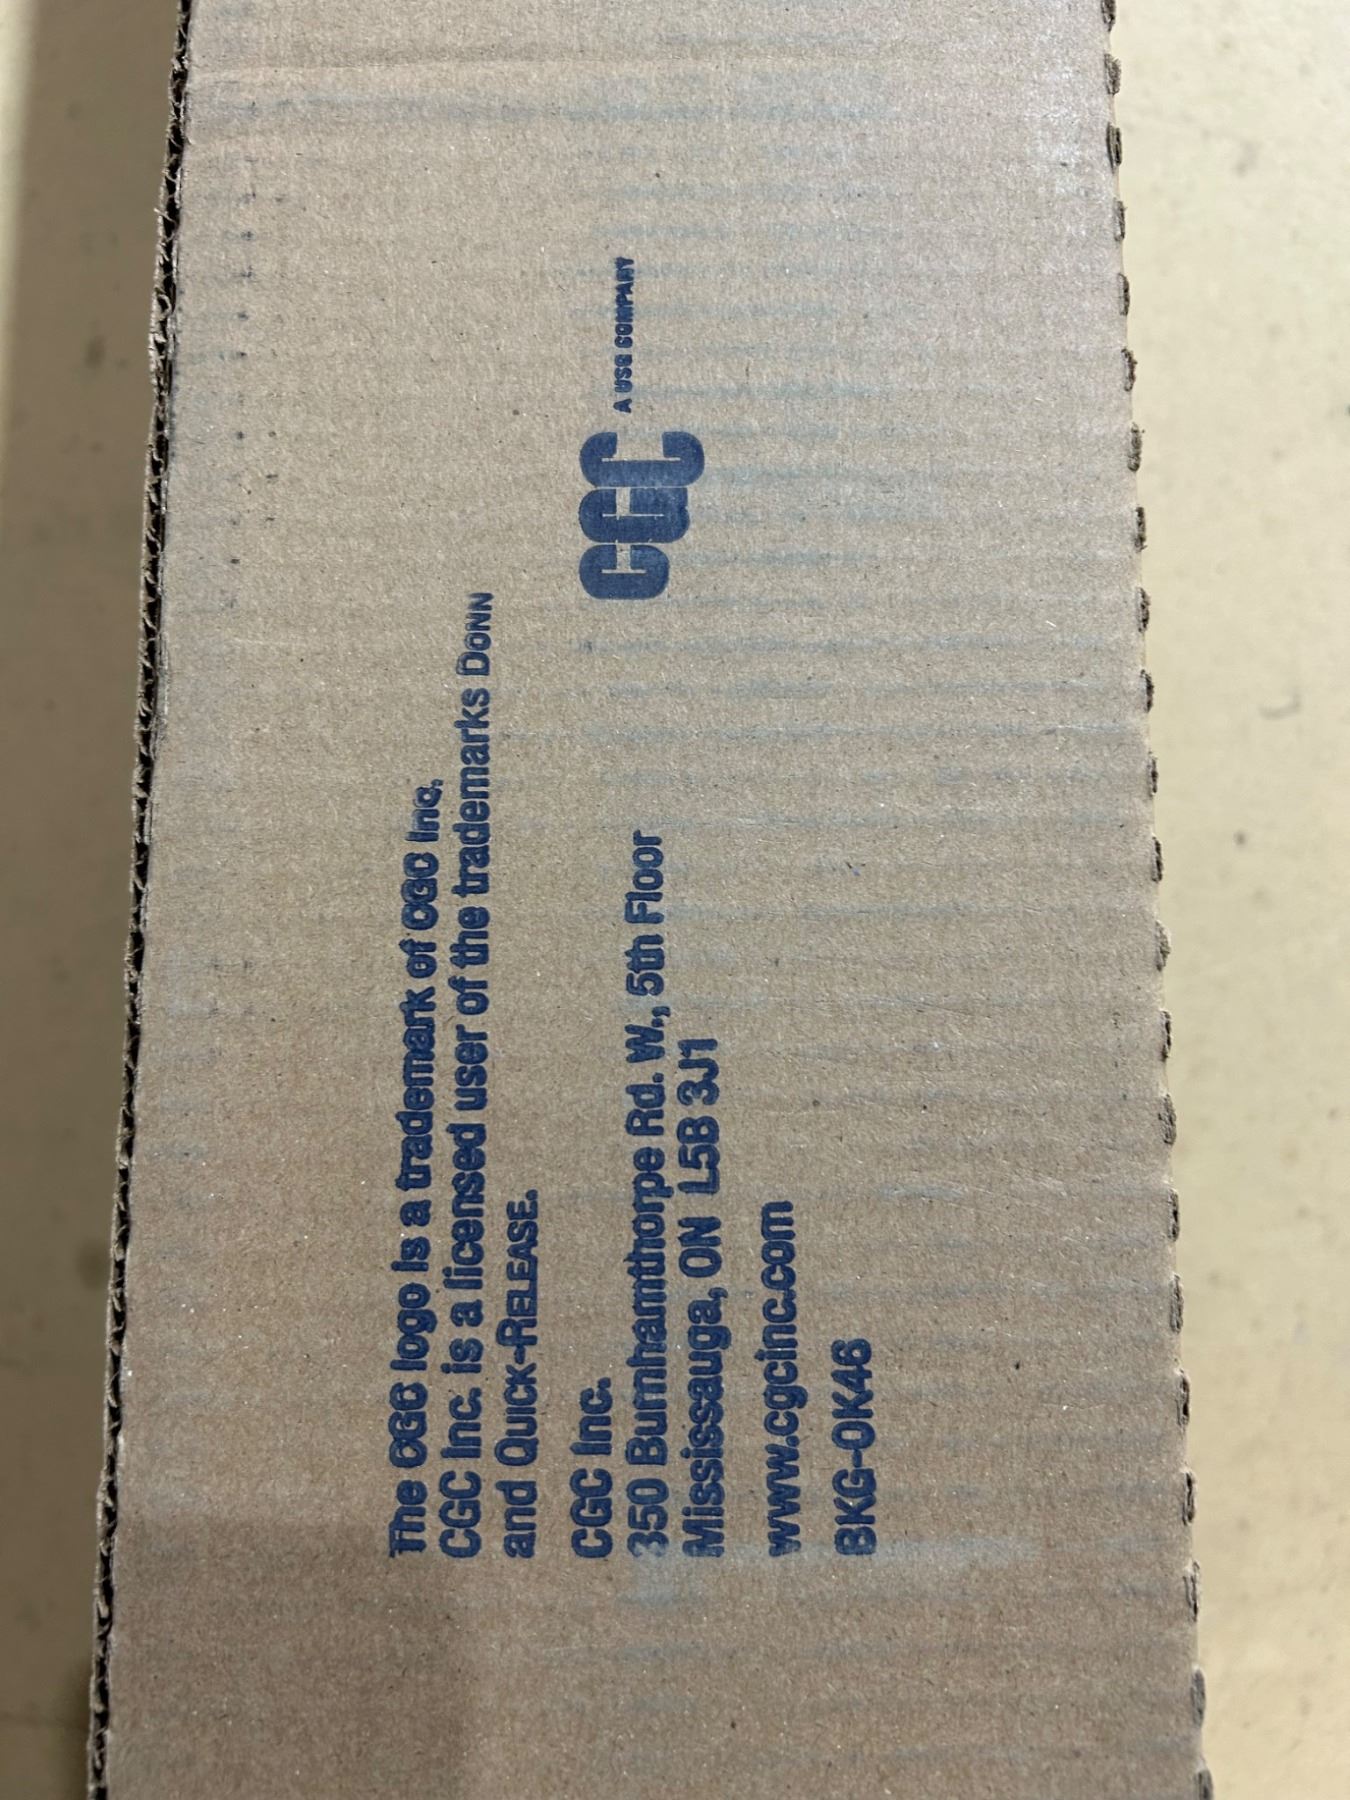 The CGC logo is a trademark of CGC Inc.
CGC Inc. is a licensed user of the trademarks DONN
and QUICK-RELEASE.
CGC Inc.
350 Burnhamthorpe Rd. W., 5th Floor
Mississauga, ON L5B 3J1
CGC A USG COMPANY
www.cgcinc.com
BKG-0K46